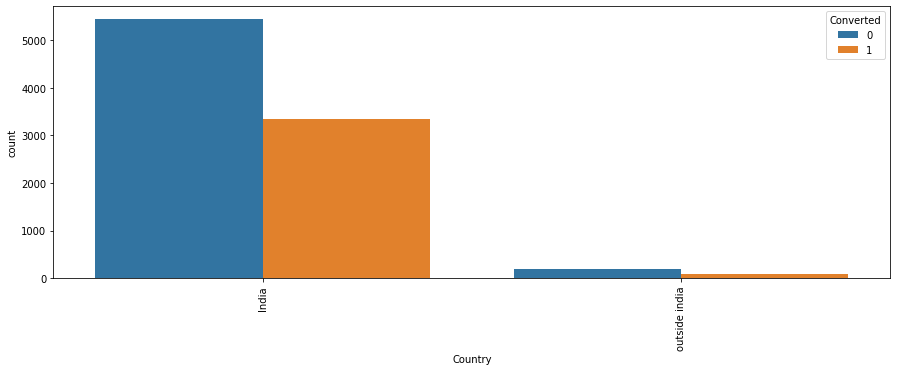 Converted
0
1
5000
4000
3000
2000
1000
0
count
India
outside india
Country